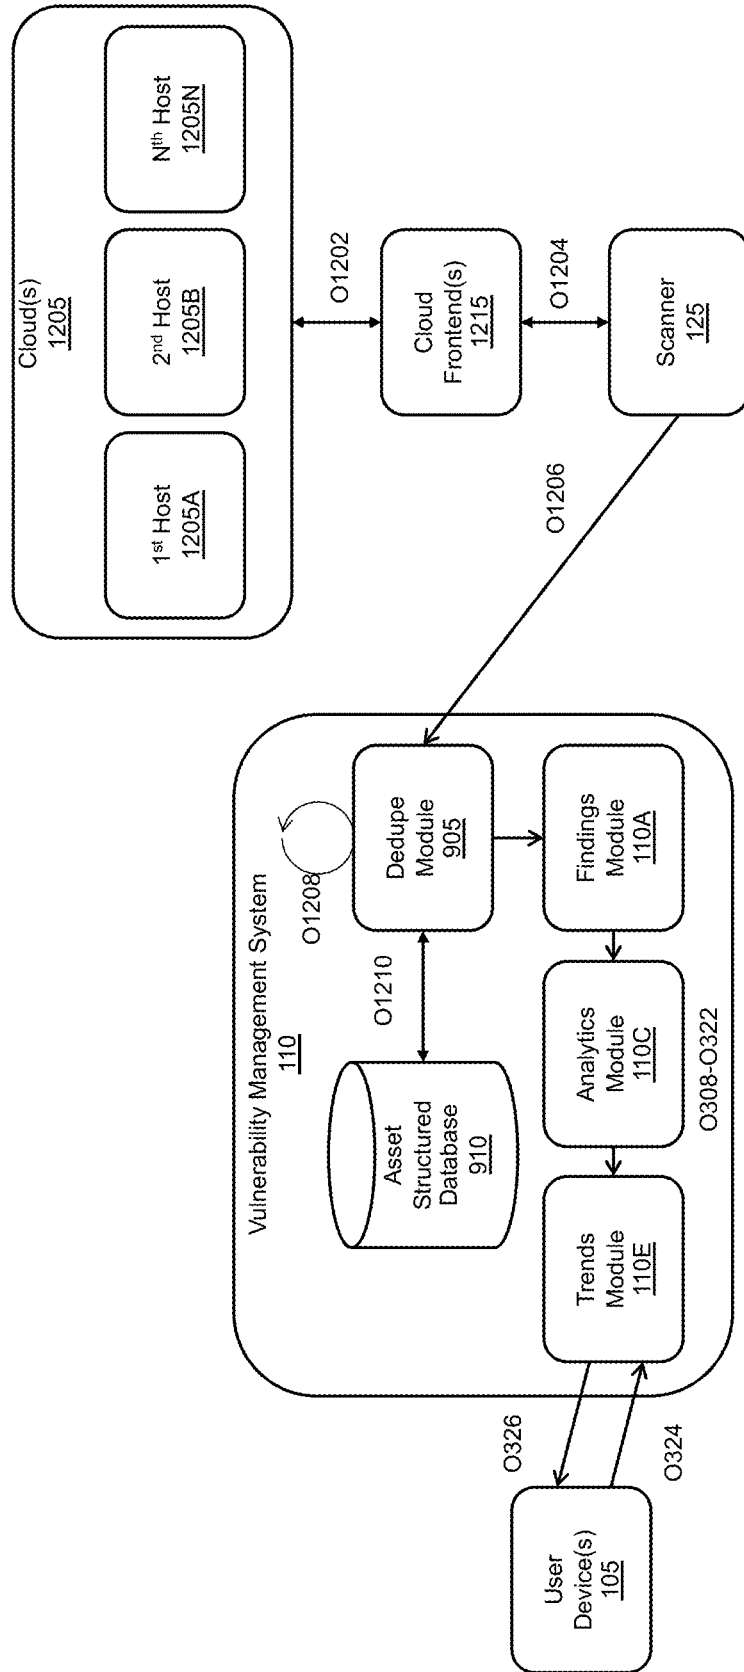 Cloud(s)
1205
1st Host
1205A
2nd Host
1205B
Nth Host
1205N
O1202
Cloud
Frontend(s)
1215
O1204
Scanner
125
O1206
Vulnerability Management System
110
O1208
Dedupe
Module
905
O1210
Asset
Structured
Database
910
Findings
Module
110A
Analytics
Module
110C
Trends
Module
110E
O308-O322
O326
O324
User
Device(s)
105